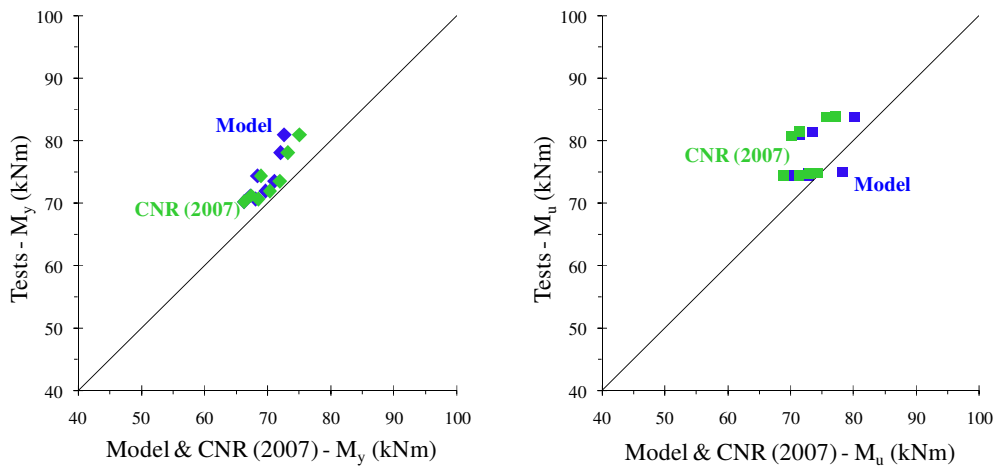 100
90
80
70
60
50
40
Tests - My (kNm)
Model
CNR (2007)
40 50 60 70 80 90 100
Model & CNR (2007) - My (kNm)
100
90
80
70
60
50
40
Tests - Mu (kNm)
CNR (2007)
Model
40 50 60 70 80 90 100
Model & CNR (2007) - Mu (kNm)